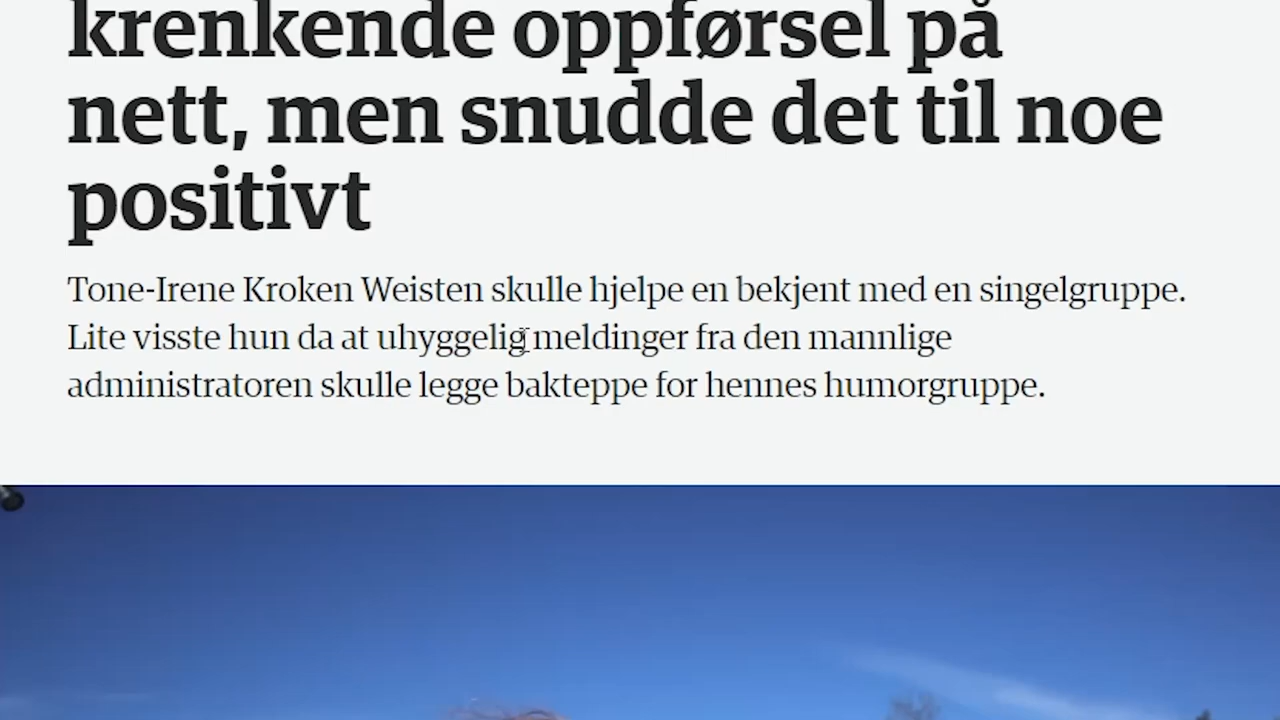 krenkende oppførsel på
nett, men snudde det til noe
positivt
Tone-Irene Kroken Weisten skulle hjelpe en bekjent med en singelgruppe.
Lite visste hun da at uhyggelig meldinger fra den mannlige
administratoren skulle legge bakteppe for hennes humorgruppe.